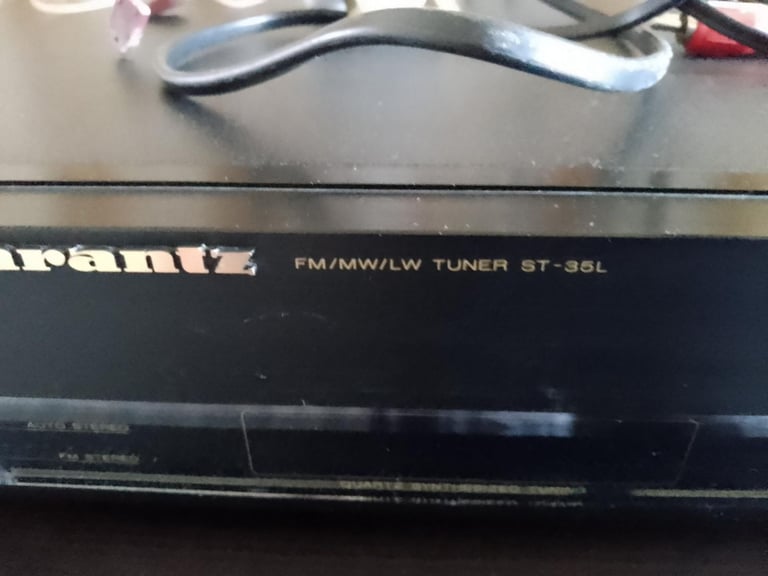 arantz FM/MW/LW TUNER ST-35L
AUTO STEREO
FM STEREO
QUARTZ SYNTHESIZED TUNER